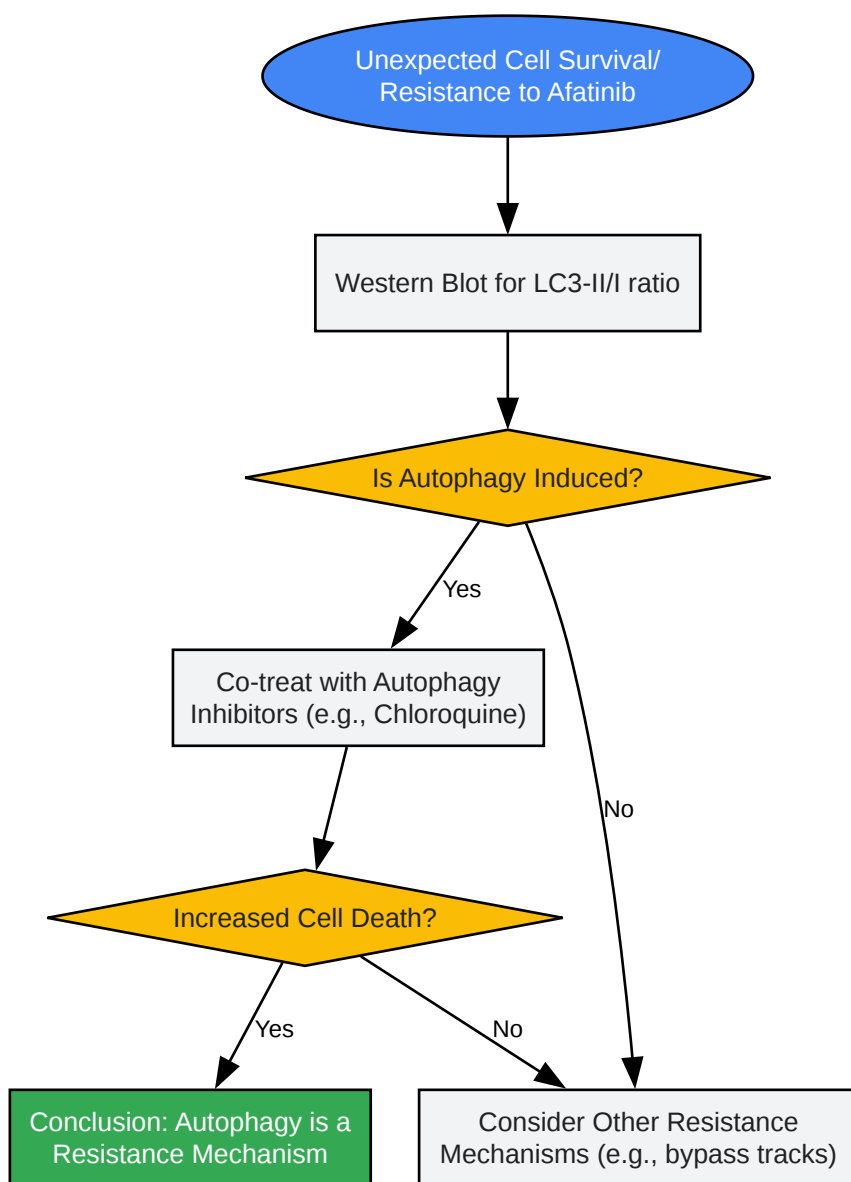 Unexpected Cell Survival/
Resistance to Afatinib
Western Blot for LC3-II/I ratio
Is Autophagy Induced?
Yes
Co-treat with Autophagy
Inhibitors (e.g., Chloroquine)
No
Increased Cell Death?
Yes
No
Conclusion: Autophagy is a
Resistance Mechanism
Consider Other Resistance
Mechanisms (e.g., bypass tracks)